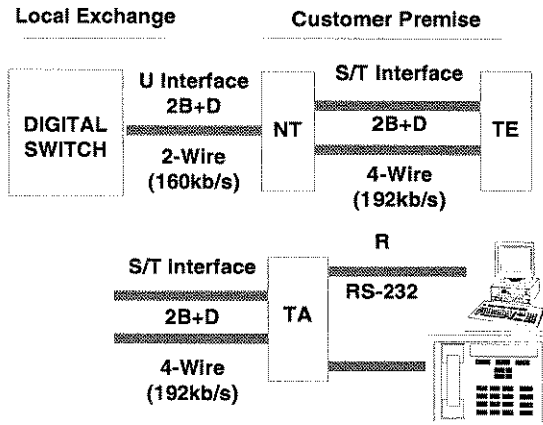 Local Exchange
Customer Premise
U Interface
2B+D
DIGITAL
SWITCH
2-Wire
(160kb/s)
NT
S/T Interface
2B+D
4-Wire
(192kb/s)
TE
S/T Interface
2B+D
4-Wire
(192kb/s)
TA
R
RS-232